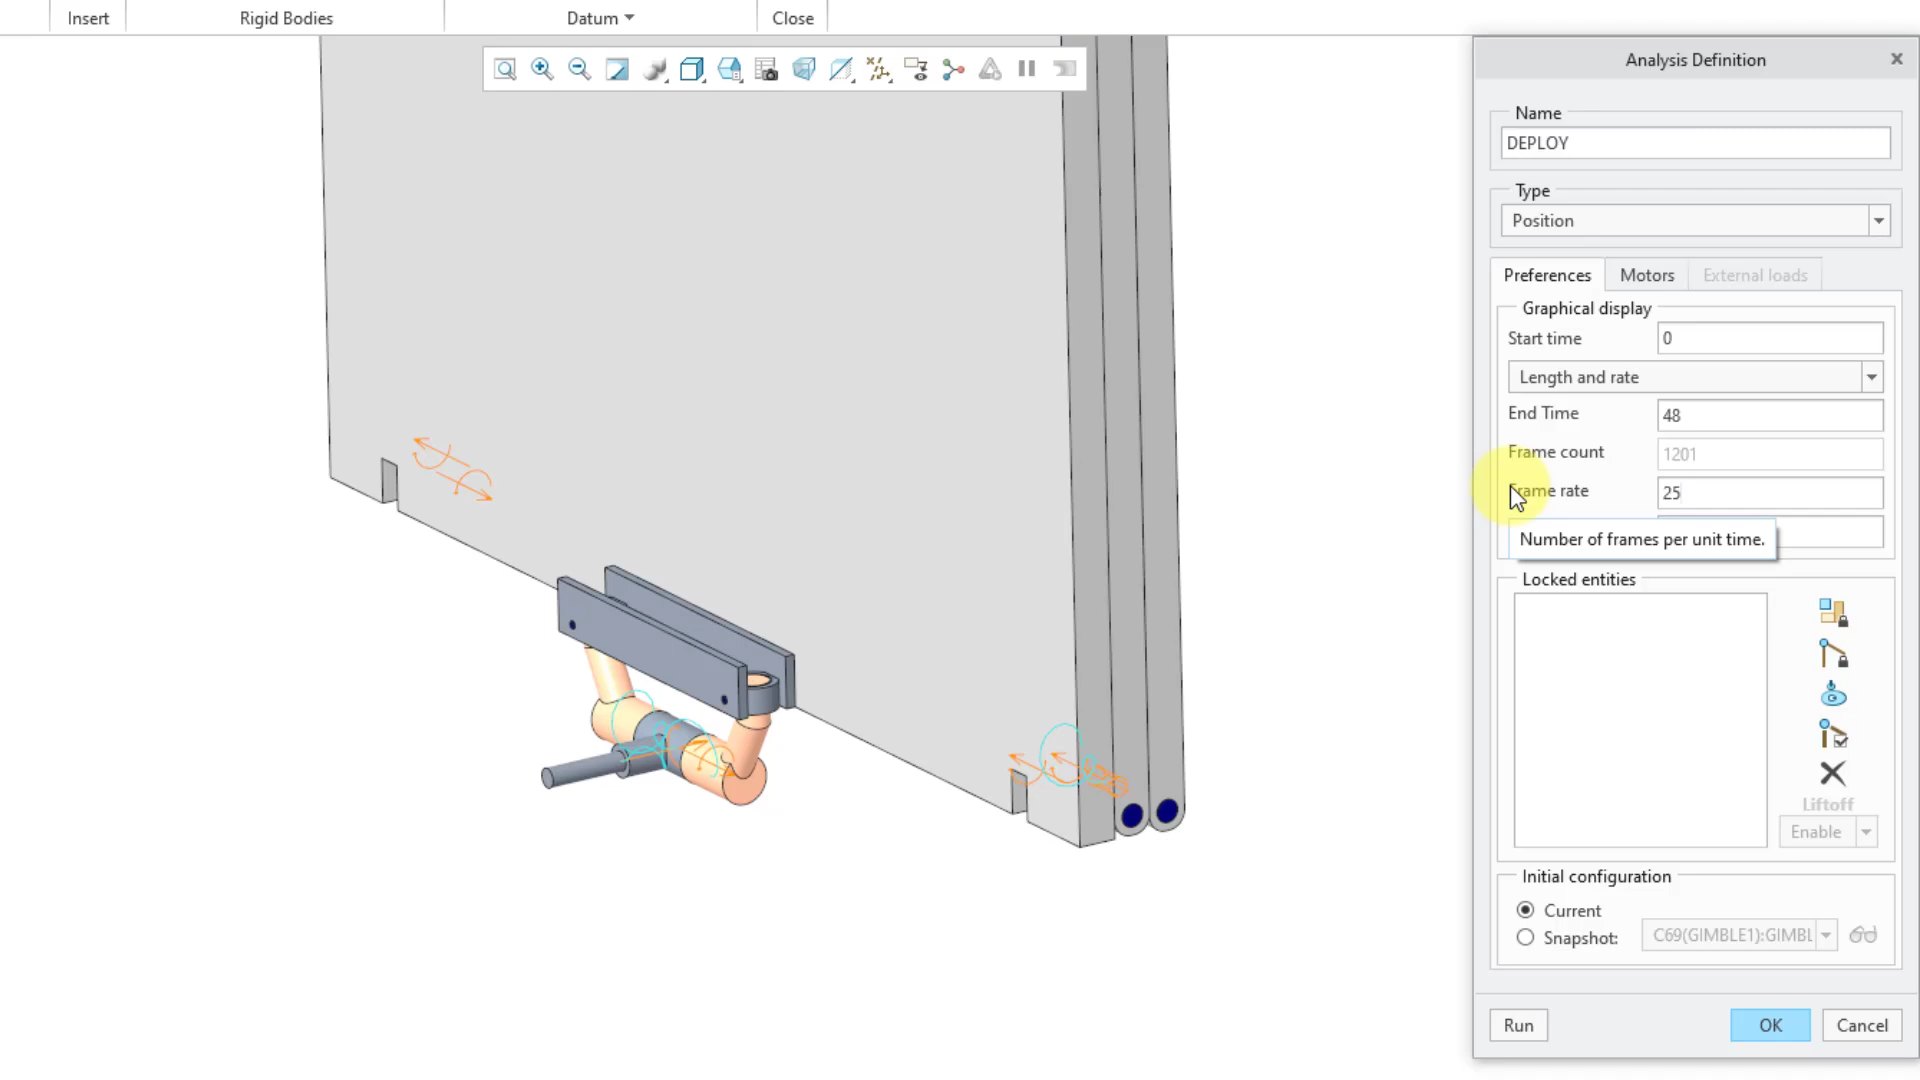 Insert
Rigid Bodies
Datum
Close
Analysis Definition
Name
DEPLOY
Type
Position
Preferences
Motors
External loads
Graphical display
Start time
0
Length and rate
End Time
48
Frame count
1201
Frame rate
25
Number of frames per unit time.
Locked entities
Liftoff
Enable
Initial configuration
Current
Snapshot:
C69(GIMBLE1):GIMBL
Run
OK
Cancel